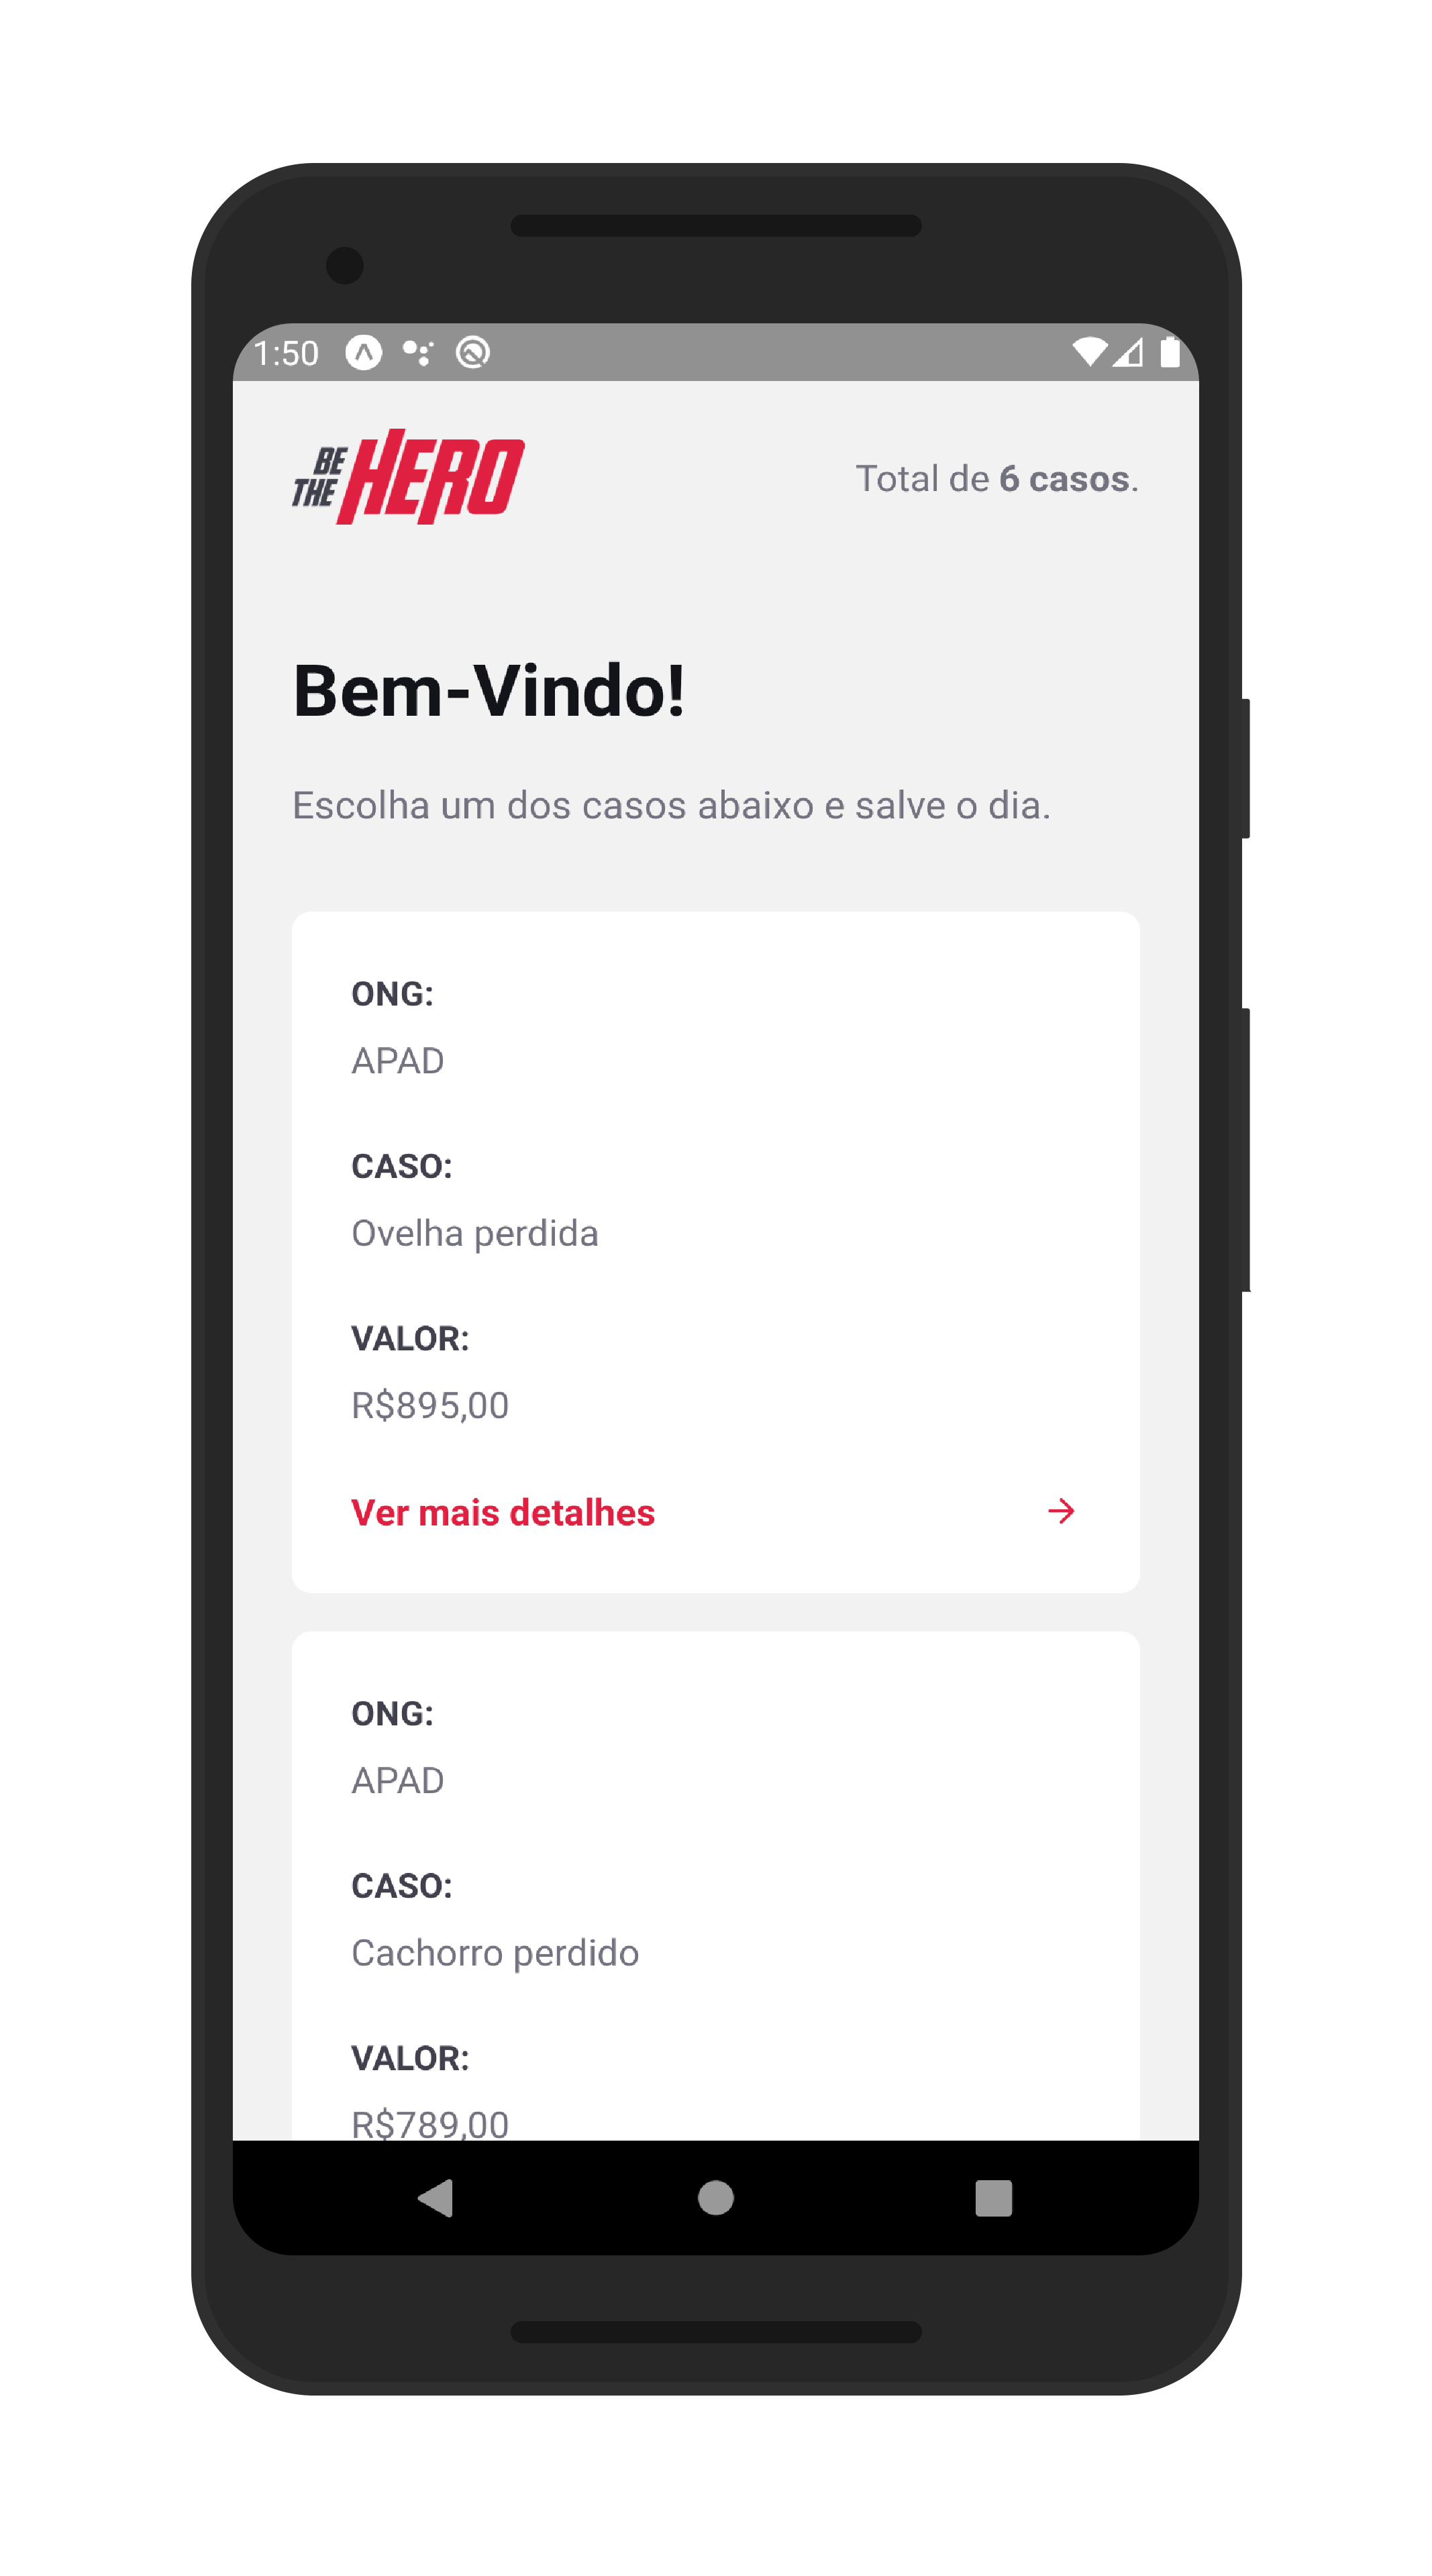 1:50
BE THE HERO
Total de 6 casos.
Bem-Vindo!
Escolha um dos casos abaixo e salve o dia.
ONG:
APAD
CASO:
Ovelha perdida
VALOR:
R$895,00
Ver mais detalhes
ONG:
APAD
CASO:
Cachorro perdido
VALOR:
R$789,00